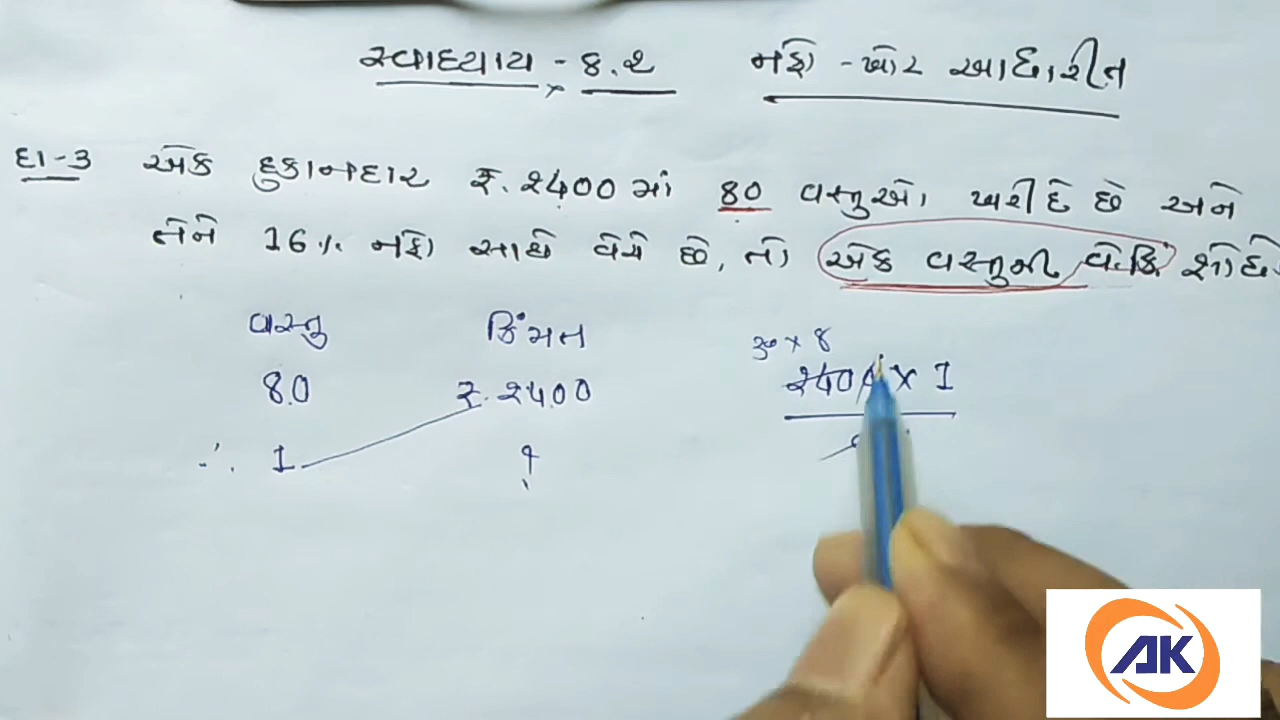 સ્વાધ્યાય - 8.2 નફો - ખોટ આધારીત
દા-3 એક દુકાનદાર રૂ. 2400 માં 80 વસ્તુઓ ખરીદે છે અને
તેને 16% નફો સાથે વેચે છે, તો એક વસ્તુની વે.કિં શોધો
વસ્તુ કિંમત
80 રૂ. 2400
∴ 1 ?
30 × 8
2400 × 1
AK